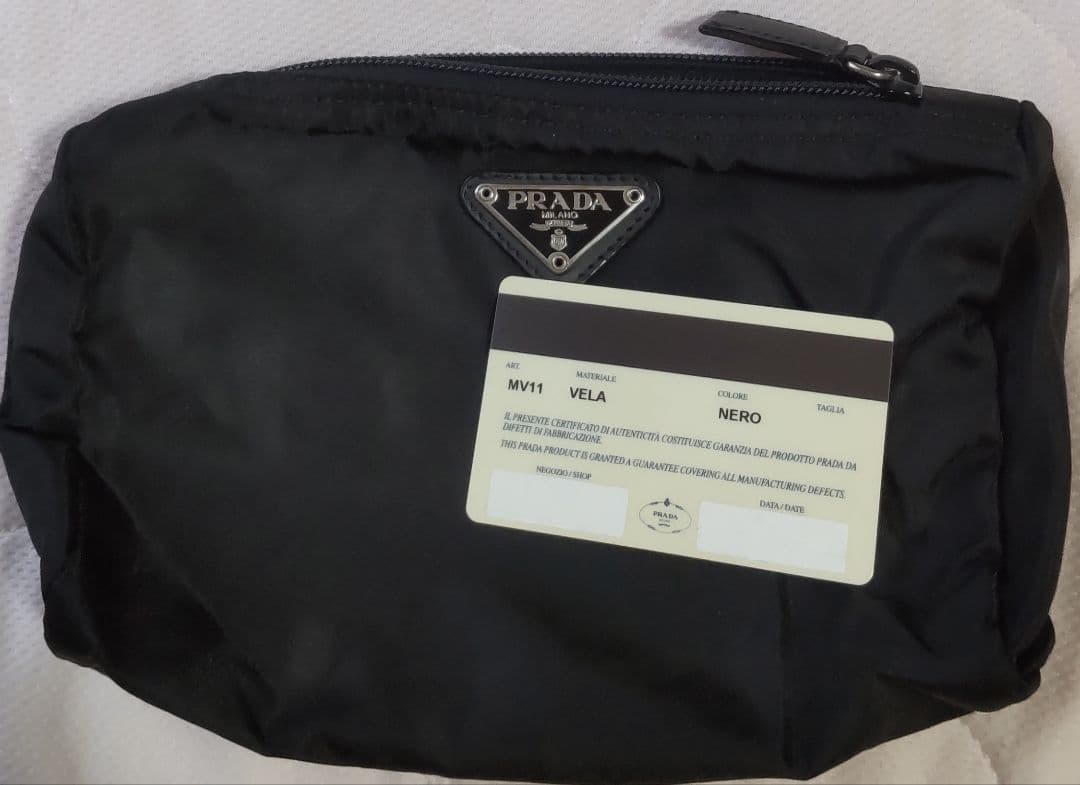 PRADA
MILANO
ART.
MATERIALE
COLORE
TAGLIA
MV11
VELA
NERO
IL PRESENTE CERTIFICATO DI AUTENTICITÀ COSTITUISCE GARANZIA DEL PRODOTTO PRADA DA
DIFETTI DI FABBRICAZIONE.
THIS PRADA PRODUCT IS GRANTED A GUARANTEE COVERING ALL MANUFACTURING DEFECTS.
NEGOZIO / SHOP
DATA / DATE
PRADA